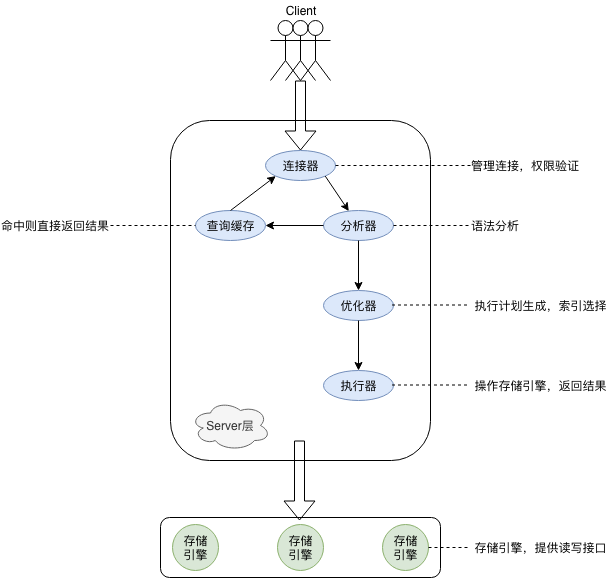 Client
连接器
管理连接，权限验证
命中则直接返回结果
查询缓存
分析器
语法分析
优化器
执行计划生成，索引选择
执行器
操作存储引擎，返回结果
Server层
存储
引擎
存储
引擎
存储
引擎
存储引擎，提供读写接口